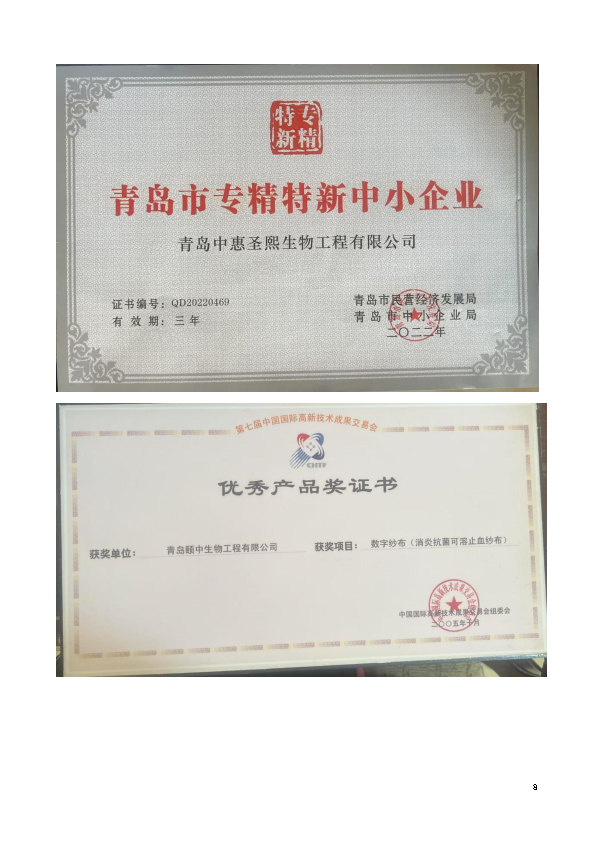 特专
新精
青岛市专精特新中小企业
青岛中惠圣熙生物工程有限公司
证书编号：QD20220469
有 效 期：三 年
青岛市民营经济发展局
青岛市中小企业局
二〇二二年
第七届中国国际高新技术成果交易会
CHTF
优秀产品奖证书
获奖单位： 青岛颐中生物工程有限公司 获奖项目： 数字纱布（消炎抗菌可溶止血纱布）
中国国际高新技术成果交易会组委会
二〇〇五年十月